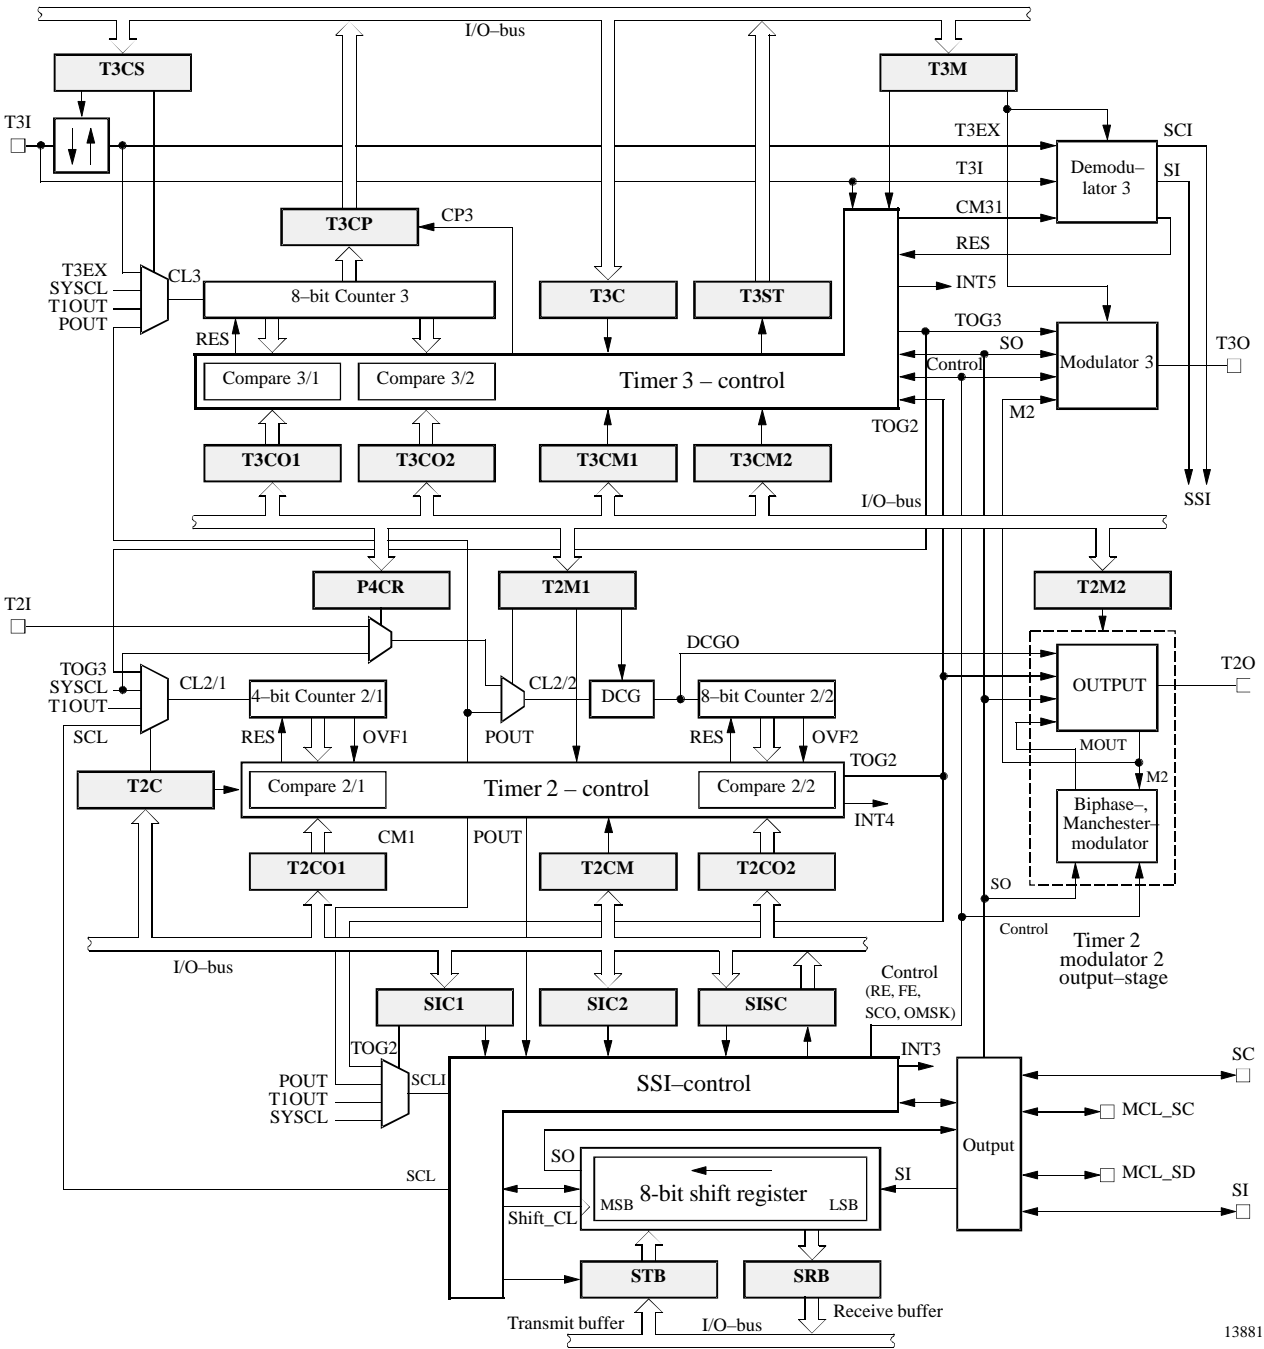 I/O–bus
T3CS
T3M
T3I
T3EX
SCI
Demodu–
lator 3
T3I
SI
CM31
T3CP
CP3
RES
T3EX
SYSCL
T1OUT
POUT
CL3
8–bit Counter 3
T3C
T3ST
INT5
RES
TOG3
SO
Control
Modulator 3
T3O
Compare 3/1
Compare 3/2
Timer 3 – control
M2
TOG2
T3CO1
T3CO2
T3CM1
T3CM2
I/O–bus
SSI
P4CR
T2M1
T2M2
T2I
DCGO
TOG3
SYSCL
T1OUT
SCL
CL2/1
4–bit Counter 2/1
CL2/2
DCG
8–bit Counter 2/2
OUTPUT
T2O
RES
OVF1
POUT
RES
OVF2
MOUT
TOG2
M2
T2C
Compare 2/1
Timer 2 – control
Compare 2/2
INT4
Biphase–,
Manchester–
modulator
CM1
POUT
T2CO1
T2CM
T2CO2
SO
Control
Timer 2
modulator 2
output–stage
I/O–bus
Control
(RE, FE,
SCO, OMSK)
SIC1
SIC2
SISC
TOG2
INT3
POUT
T1OUT
SYSCL
SCLI
SSI–control
SC
MCL_SC
Output
SO
SCL
8-bit shift register
MSB
LSB
SI
MCL_SD
SI
Shift_CL
STB
SRB
Transmit buffer
I/O–bus
Receive buffer
13881